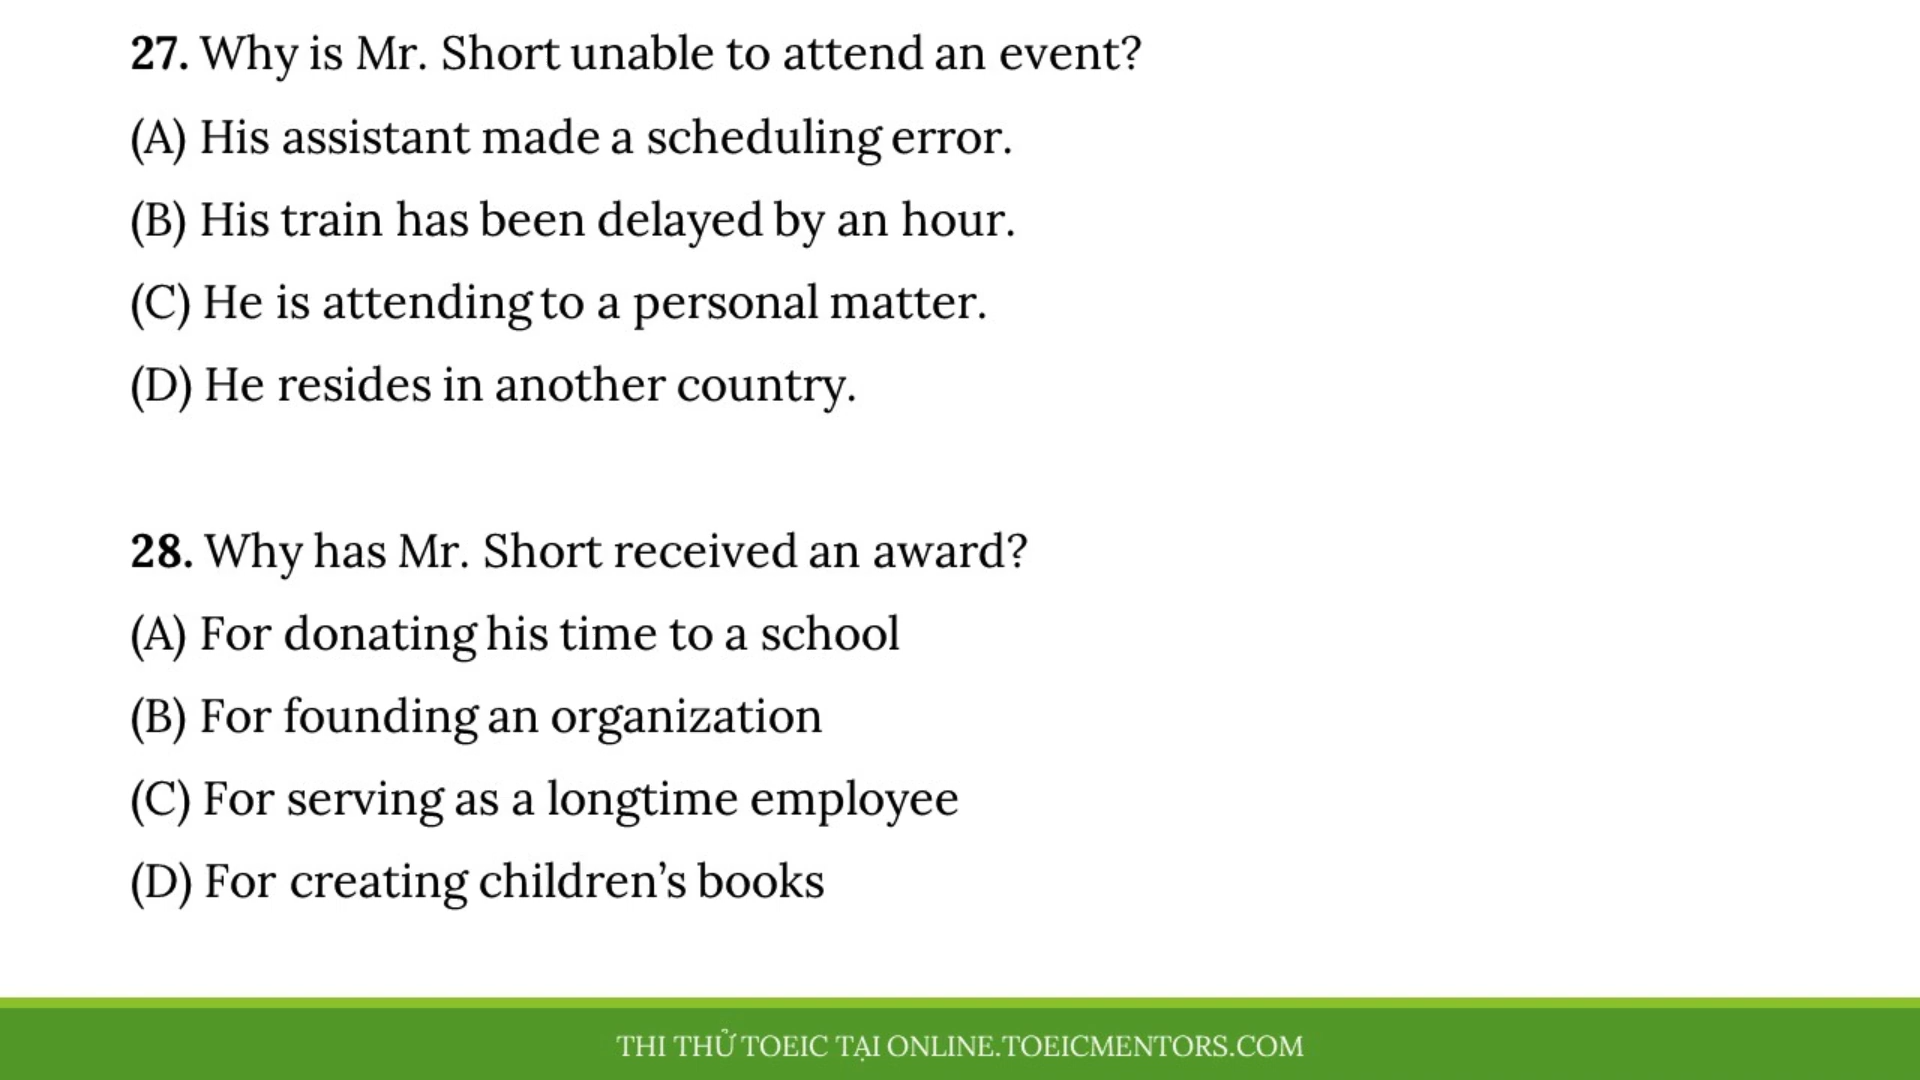 27. Why is Mr. Short unable to attend an event?
(A) His assistant made a scheduling error.
(B) His train has been delayed by an hour.
(C) He is attending to a personal matter.
(D) He resides in another country.
28. Why has Mr. Short received an award?
(A) For donating his time to a school
(B) For founding an organization
(C) For serving as a longtime employee
(D) For creating children’s books
THI THỬ TOEIC TẠI ONLINE.TOEICMENTORS.COM